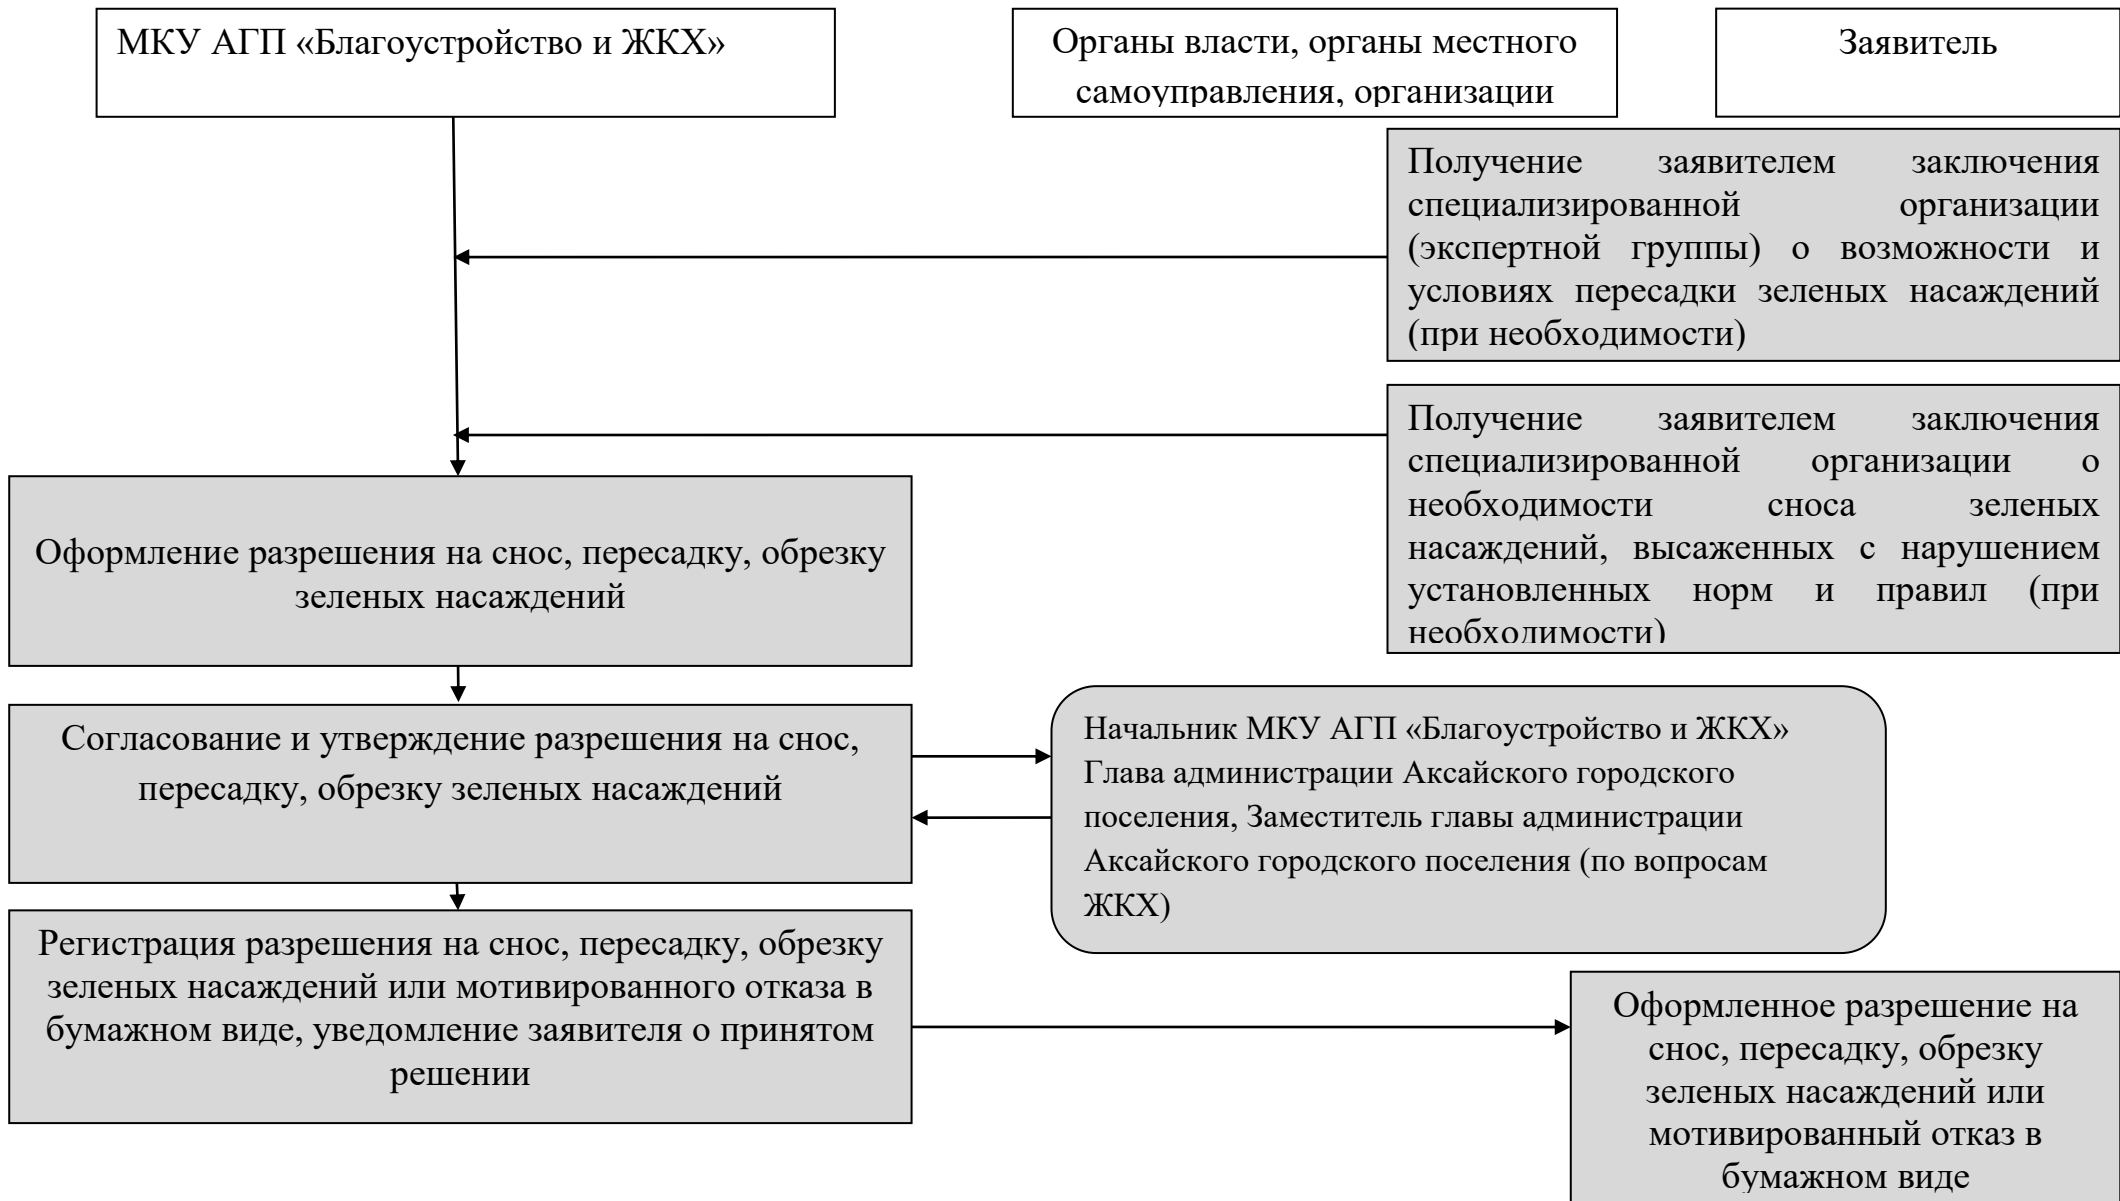 МКУ АГП «Благоустройство и ЖКХ»
Органы власти, органы местного
самоуправления, организации
Заявитель
Получение заявителем заключения
специализированной организации
(экспертной группы) о возможности и
условиях пересадки зеленых насаждений
(при необходимости)
Получение заявителем заключения
специализированной организации о
необходимости сноса зеленых
насаждений, высаженных с нарушением
установленных норм и правил (при
необходимости)
Оформление разрешения на снос, пересадку, обрезку
зеленых насаждений
Согласование и утверждение разрешения на снос,
пересадку, обрезку зеленых насаждений
Начальник МКУ АГП «Благоустройство и ЖКХ»
Глава администрации Аксайского городского
поселения, Заместитель главы администрации
Аксайского городского поселения (по вопросам
ЖКХ)
Регистрация разрешения на снос, пересадку, обрезку
зеленых насаждений или мотивированного отказа в
бумажном виде, уведомление заявителя о принятом
решении
Оформленное разрешение на
снос, пересадку, обрезку
зеленых насаждений или
мотивированный отказ в
бумажном виде